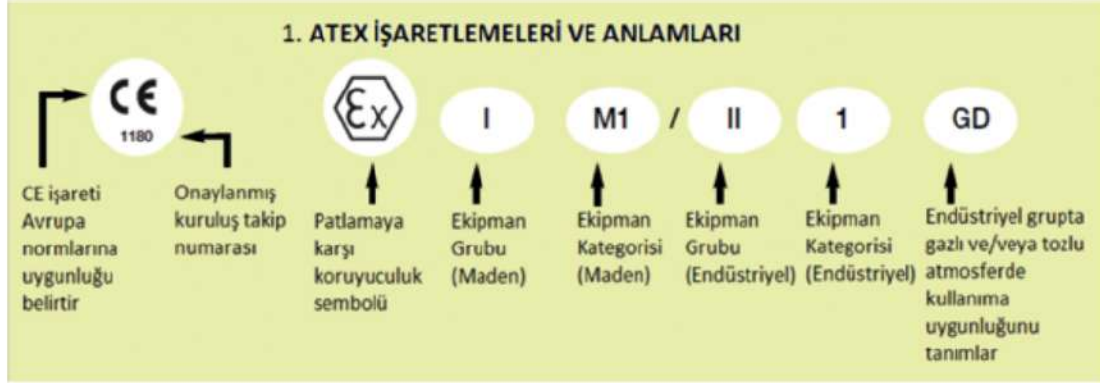 1. ATEX İŞARETLEMELERİ VE ANLAMLARI
CE
1180
Ex
I
M1
/
II
1
GD
CE işareti
Avrupa
normlarına
uygunluğu
belirtir
Onaylanmış
kuruluş takip
numarası
Patlamaya
karşı
koruyuculuk
sembolü
Ekipman
Grubu
(Maden)
Ekipman
Kategorisi
(Maden)
Ekipman
Grubu
(Endüstriyel)
Ekipman
Kategorisi
(Endüstriyel)
Endüstriyel grupta
gazlı ve/veya tozlu
atmosferde
kullanıma
uygunluğunu
tanımlar